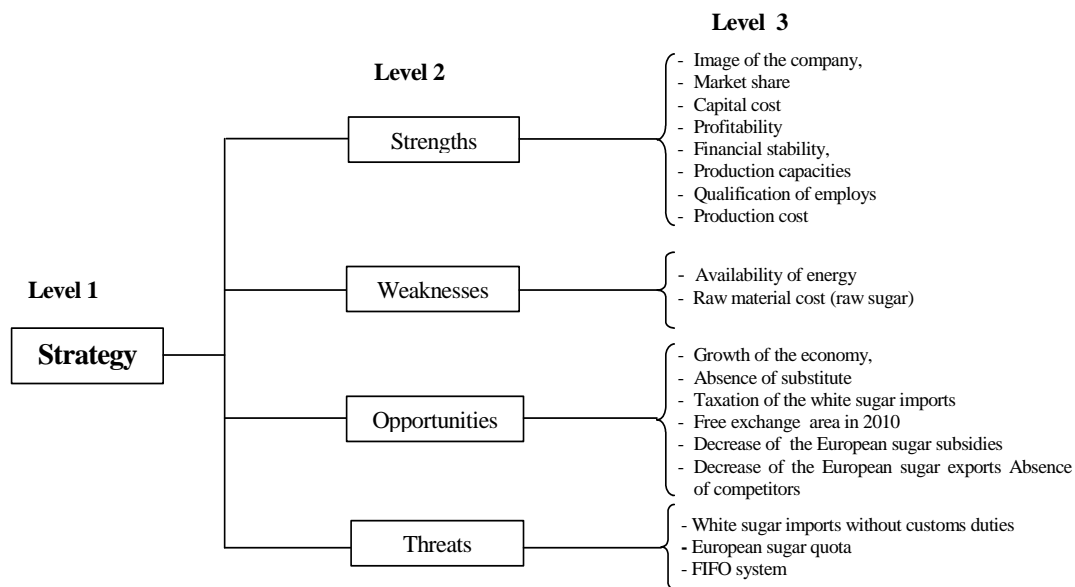 Level 3
Level 2
Level 1
Strategy
Strengths
- Image of the company,
- Market share
- Capital cost
- Profitability
- Financial stability,
- Production capacities
- Qualification of employs
- Production cost
Weaknesses
- Availability of energy
- Raw material cost (raw sugar)
Opportunities
- Growth of the economy,
- Absence of substitute
- Taxation of the white sugar imports
- Free exchange area in 2010
- Decrease of the European sugar subsidies
- Decrease of the European sugar exports Absence
of competitors
Threats
- White sugar imports without customs duties
- European sugar quota
- FIFO system